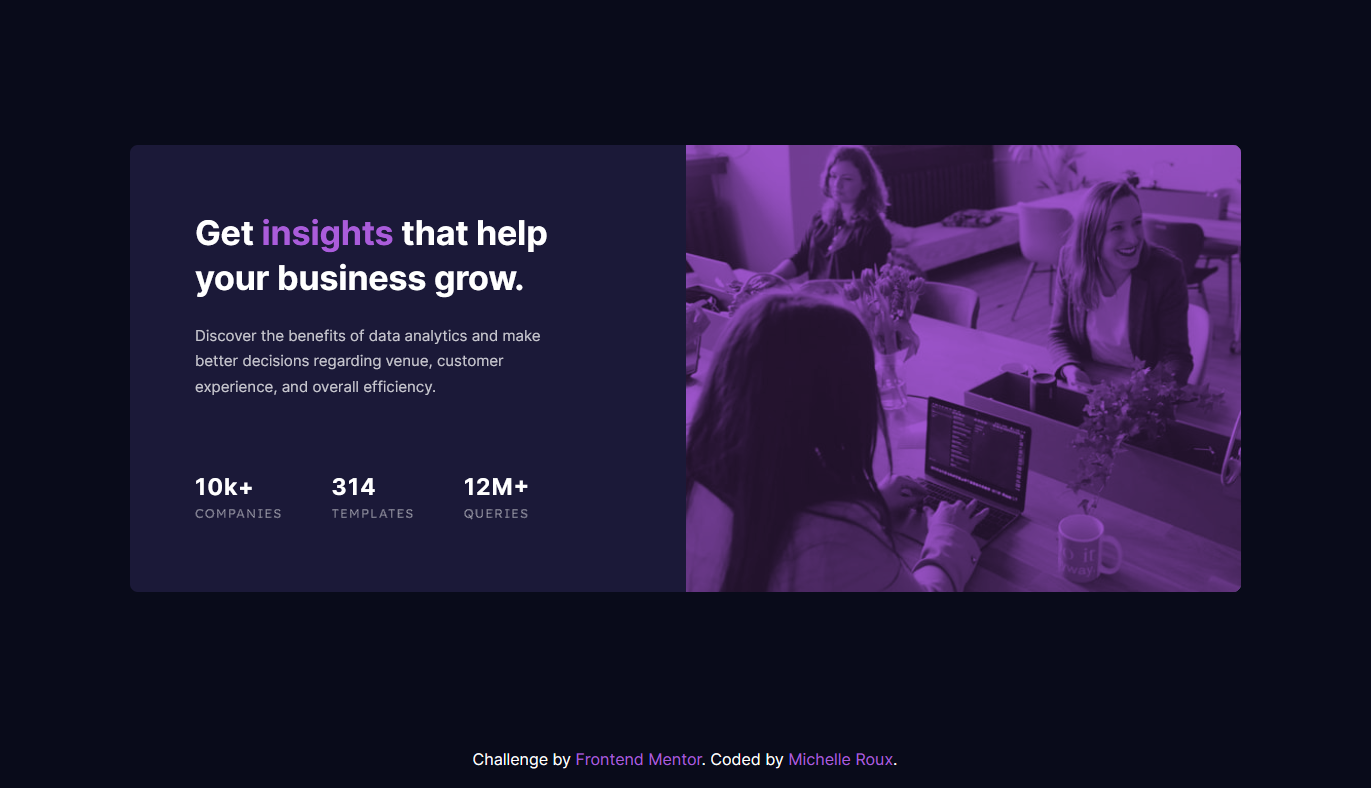 Get insights that help
your business grow.
Discover the benefits of data analytics and make
better decisions regarding venue, customer
experience, and overall efficiency.
10k+ 314 12M+
COMPANIES TEMPLATES QUERIES
Challenge by Frontend Mentor. Coded by Michelle Roux.